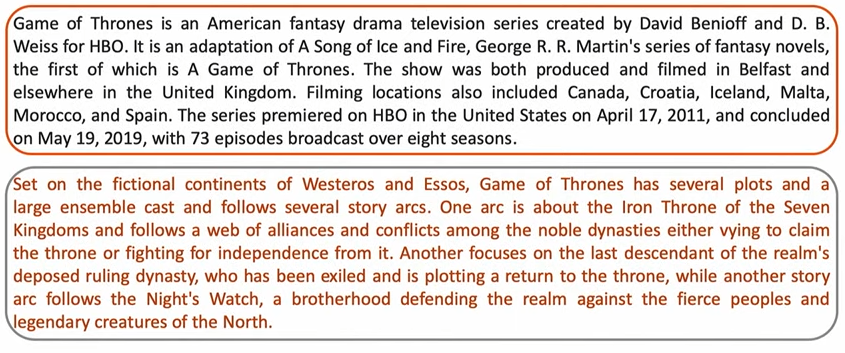 Game of Thrones is an American fantasy drama television series created by David Benioff and D. B.
Weiss for HBO. It is an adaptation of A Song of Ice and Fire, George R. R. Martin's series of fantasy novels,
the first of which is A Game of Thrones. The show was both produced and filmed in Belfast and
elsewhere in the United Kingdom. Filming locations also included Canada, Croatia, Iceland, Malta,
Morocco, and Spain. The series premiered on HBO in the United States on April 17, 2011, and concluded
on May 19, 2019, with 73 episodes broadcast over eight seasons.
Set on the fictional continents of Westeros and Essos, Game of Thrones has several plots and a
large ensemble cast and follows several story arcs. One arc is about the Iron Throne of the Seven
Kingdoms and follows a web of alliances and conflicts among the noble dynasties either vying to claim
the throne or fighting for independence from it. Another focuses on the last descendant of the realm's
deposed ruling dynasty, who has been exiled and is plotting a return to the throne, while another story
arc follows the Night's Watch, a brotherhood defending the realm against the fierce peoples and
legendary creatures of the North.